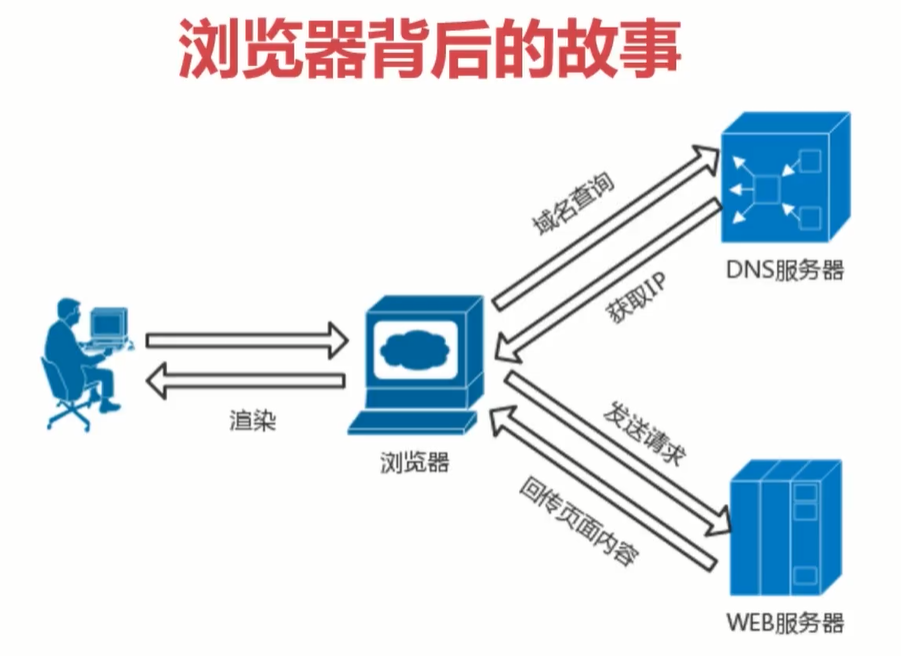 浏览器背后的故事
域名查询
DNS服务器
获取IP
渲染
浏览器
发送请求
回传页面内容
WEB服务器